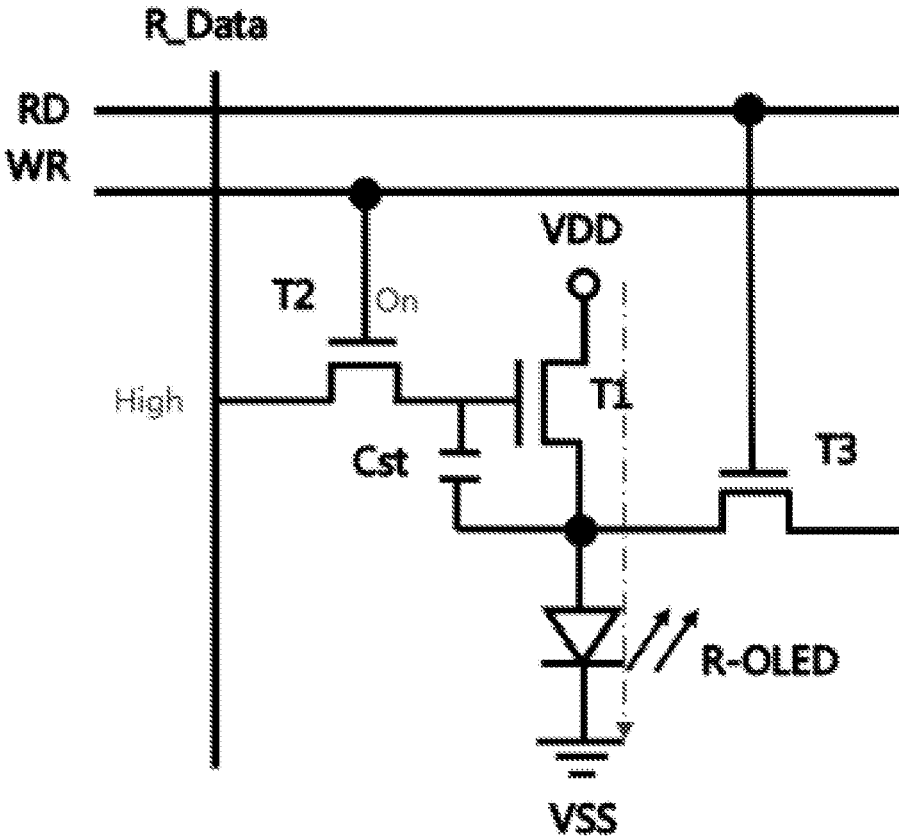 R_Data
RD
WR
VDD
T2
On
High
T1
Cst
T3
R-OLED
VSS